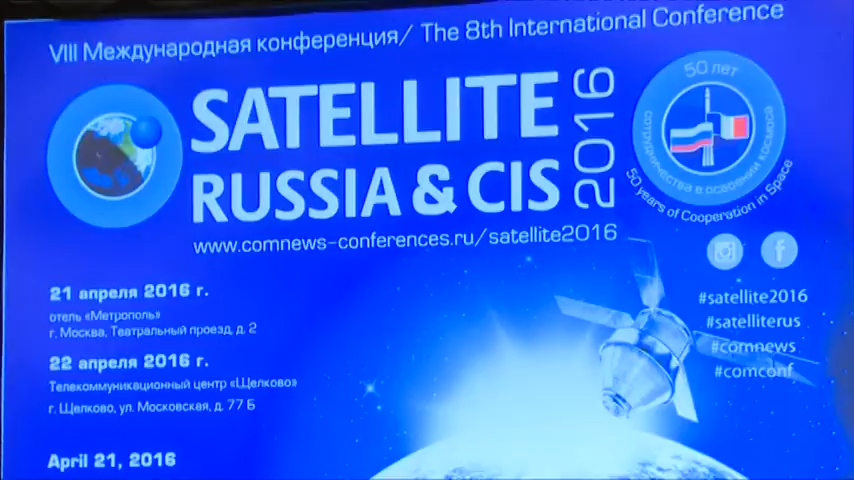 VIII Международная конференция/ The 8th International Conference
SATELLITE
RUSSIA & CIS
2016
www.comnews-conferences.ru/satellite2016
50 лет
сотрудничества в освоении космоса
50 years of Cooperation in Space
21 апреля 2016 г.
отель «Метрополь»
г. Москва, Театральный проезд, д. 2
22 апреля 2016 г.
Телекоммуникационный центр «Щелково»
г. Щелково, ул. Московская, д. 77 Б
April 21, 2016
#satellite2016
#satelliterus
#comnews
#comconf